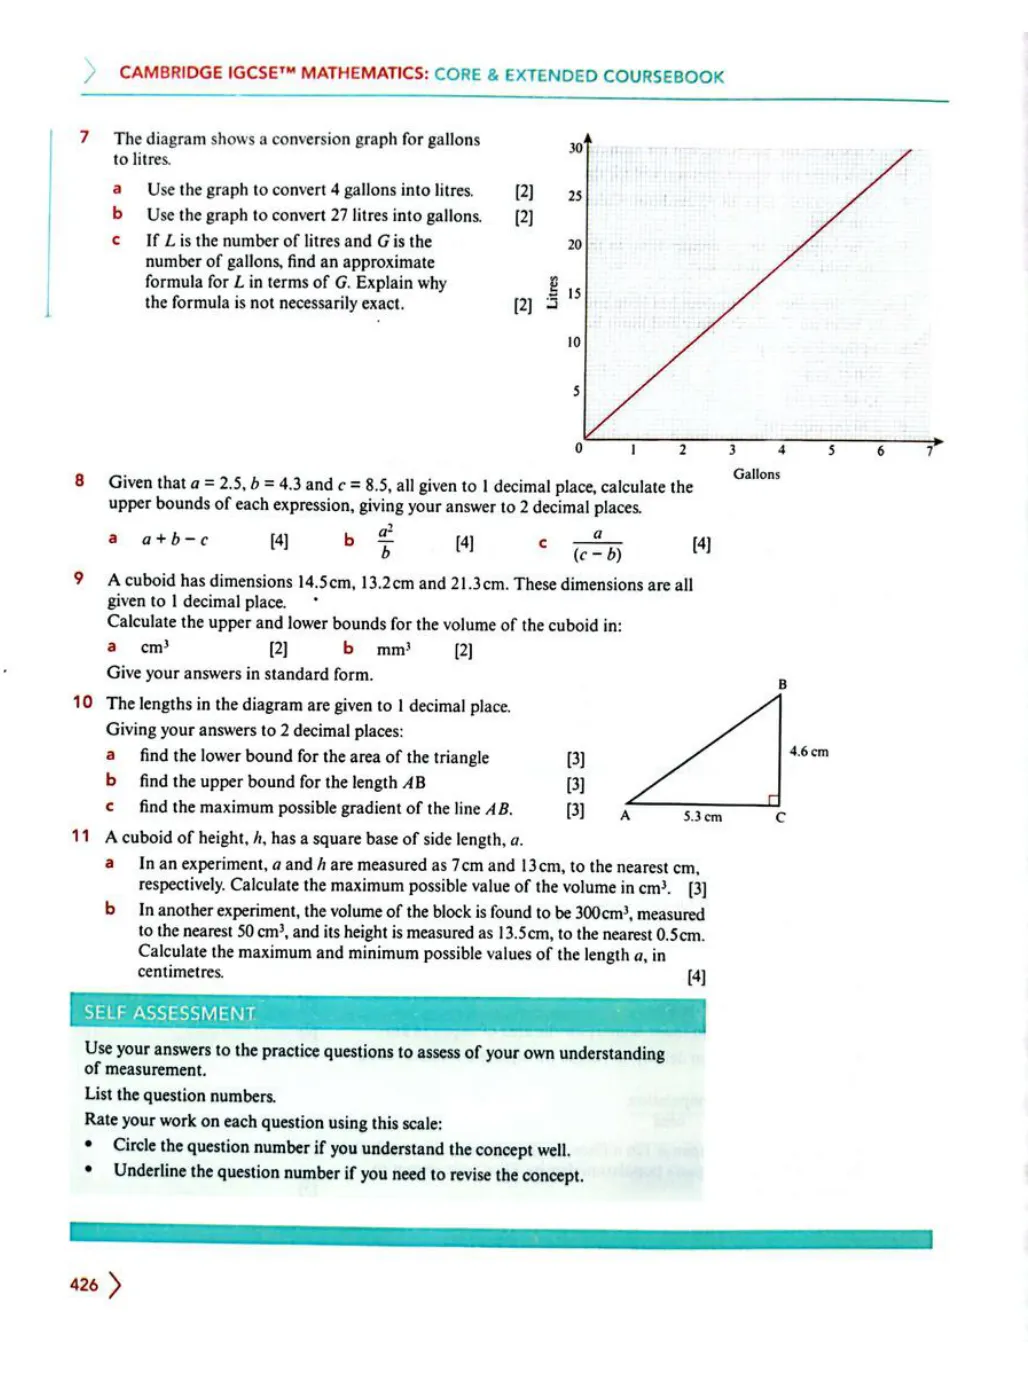 CAMBRIDGE IGCSE™ MATHEMATICS: CORE & EXTENDED COURSEBOOK
7 The diagram shows a conversion graph for gallons
to litres.
a Use the graph to convert 4 gallons into litres. [2]
b Use the graph to convert 27 litres into gallons. [2]
c If L is the number of litres and G is the
number of gallons, find an approximate
formula for L in terms of G. Explain why
the formula is not necessarily exact. [2]
30
25
20
15
10
5
0 1 2 3 4 5 6 7
Litres
Gallons
8 Given that a = 2.5, b = 4.3 and c = 8.5, all given to 1 decimal place, calculate the
upper bounds of each expression, giving your answer to 2 decimal places.
a a + b − c [4] b a²/b [4] c a/(c − b) [4]
9 A cuboid has dimensions 14.5cm, 13.2cm and 21.3cm. These dimensions are all
given to 1 decimal place.
Calculate the upper and lower bounds for the volume of the cuboid in:
a cm³ [2] b mm³ [2]
Give your answers in standard form.
10 The lengths in the diagram are given to 1 decimal place.
Giving your answers to 2 decimal places:
a find the lower bound for the area of the triangle [3]
b find the upper bound for the length AB [3]
c find the maximum possible gradient of the line AB. [3]
B
4.6 cm
A 5.3 cm C
11 A cuboid of height, h, has a square base of side length, a.
a In an experiment, a and h are measured as 7cm and 13cm, to the nearest cm,
respectively. Calculate the maximum possible value of the volume in cm³. [3]
b In another experiment, the volume of the block is found to be 300cm³, measured
to the nearest 50 cm³, and its height is measured as 13.5cm, to the nearest 0.5cm.
Calculate the maximum and minimum possible values of the length a, in
centimetres. [4]
SELF ASSESSMENT
Use your answers to the practice questions to assess of your own understanding
of measurement.
List the question numbers.
Rate your work on each question using this scale:
• Circle the question number if you understand the concept well.
• Underline the question number if you need to revise the concept.
426